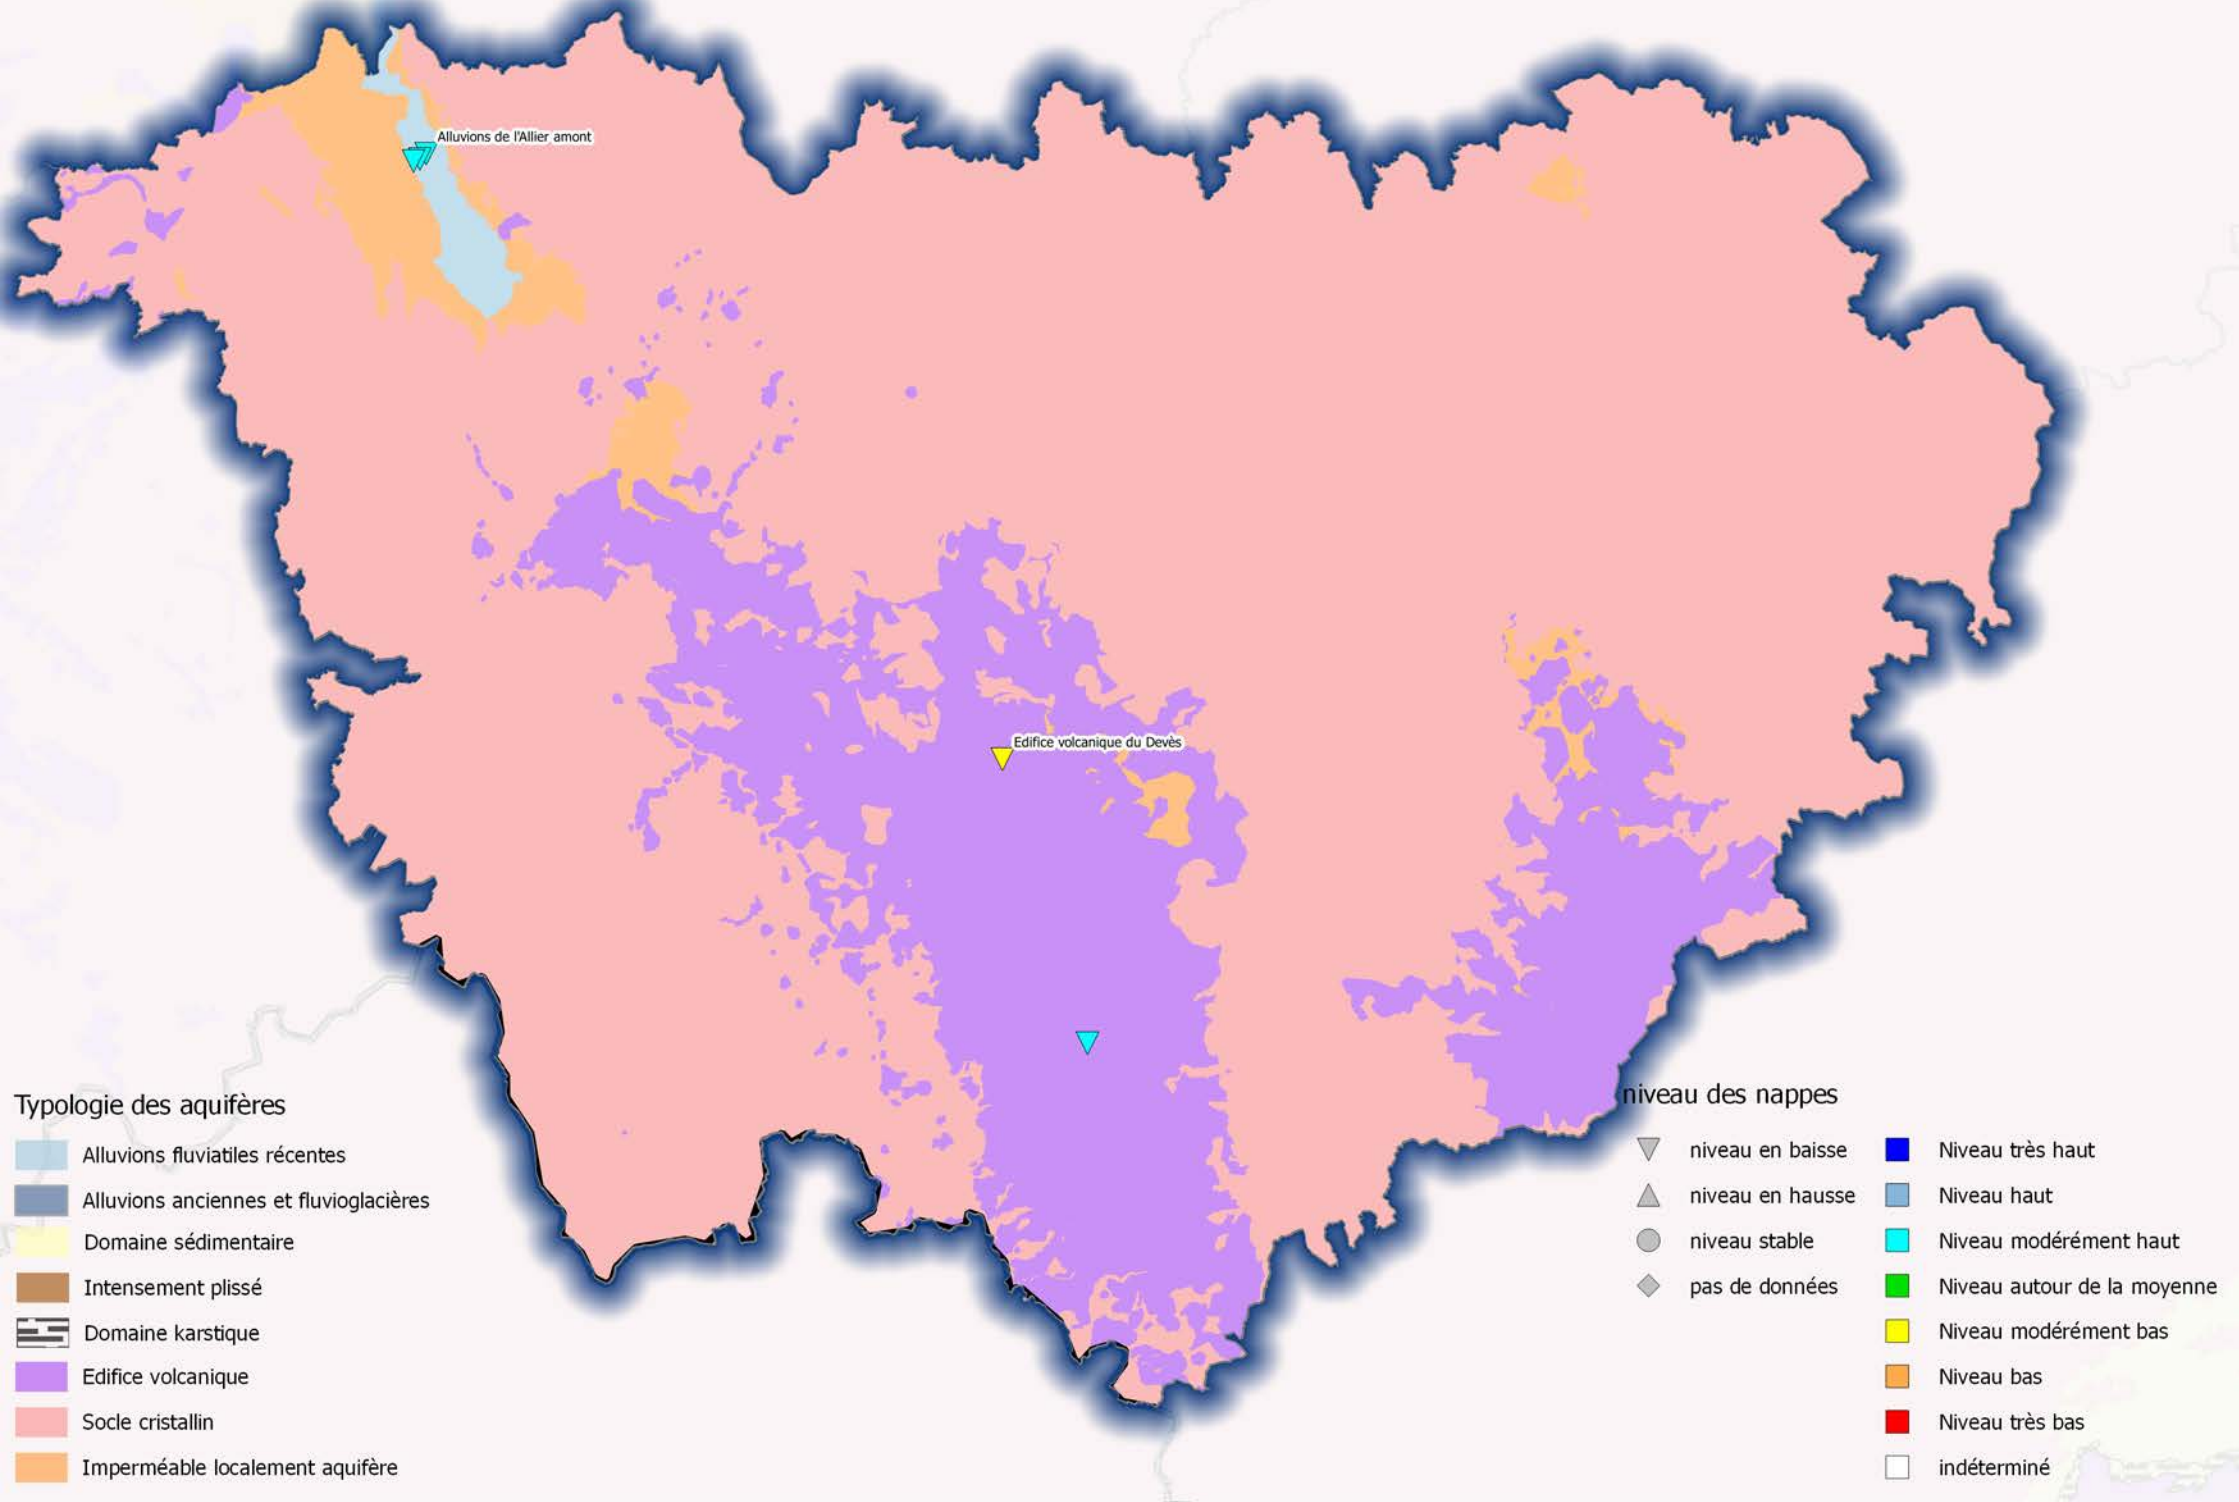 Alluvions de l'Allier amont
Edifice volcanique du Devès
Typologie des aquifères
Alluvions fluviatiles récentes
Alluvions anciennes et fluvioglacières
Domaine sédimentaire
Intensement plissé
Domaine karstique
Edifice volcanique
Socle cristallin
Imperméable localement aquifère
niveau des nappes
niveau en baisse
niveau en hausse
niveau stable
pas de données
Niveau très haut
Niveau haut
Niveau modérément haut
Niveau autour de la moyenne
Niveau modérément bas
Niveau bas
Niveau très bas
indéterminé